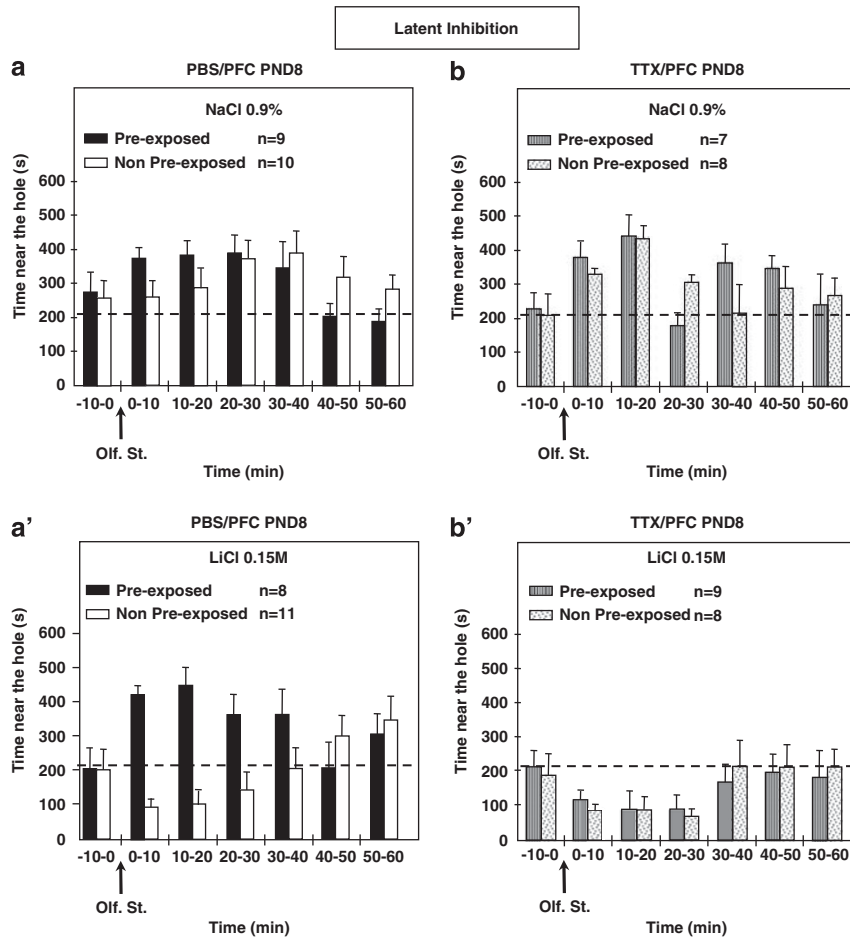 Latent Inhibition
a
PBS/PFC PND8
NaCl 0.9%
Pre-exposed n=9
Non Pre-exposed n=10
Time near the hole (s)
600
500
400
300
200
100
0
-10-0 0-10 10-20 20-30 30-40 40-50 50-60
Olf. St.
Time (min)
b
TTX/PFC PND8
NaCl 0.9%
Pre-exposed n=7
Non Pre-exposed n=8
Time near the hole (s)
600
500
400
300
200
100
0
-10-0 0-10 10-20 20-30 30-40 40-50 50-60
Olf. St.
Time (min)
a'
PBS/PFC PND8
LiCl 0.15M
Pre-exposed n=8
Non Pre-exposed n=11
Time near the hole (s)
600
500
400
300
200
100
0
-10-0 0-10 10-20 20-30 30-40 40-50 50-60
Olf. St.
Time (min)
b'
TTX/PFC PND8
LiCl 0.15M
Pre-exposed n=9
Non Pre-exposed n=8
Time near the hole (s)
600
500
400
300
200
100
0
-10-0 0-10 10-20 20-30 30-40 40-50 50-60
Olf. St.
Time (min)